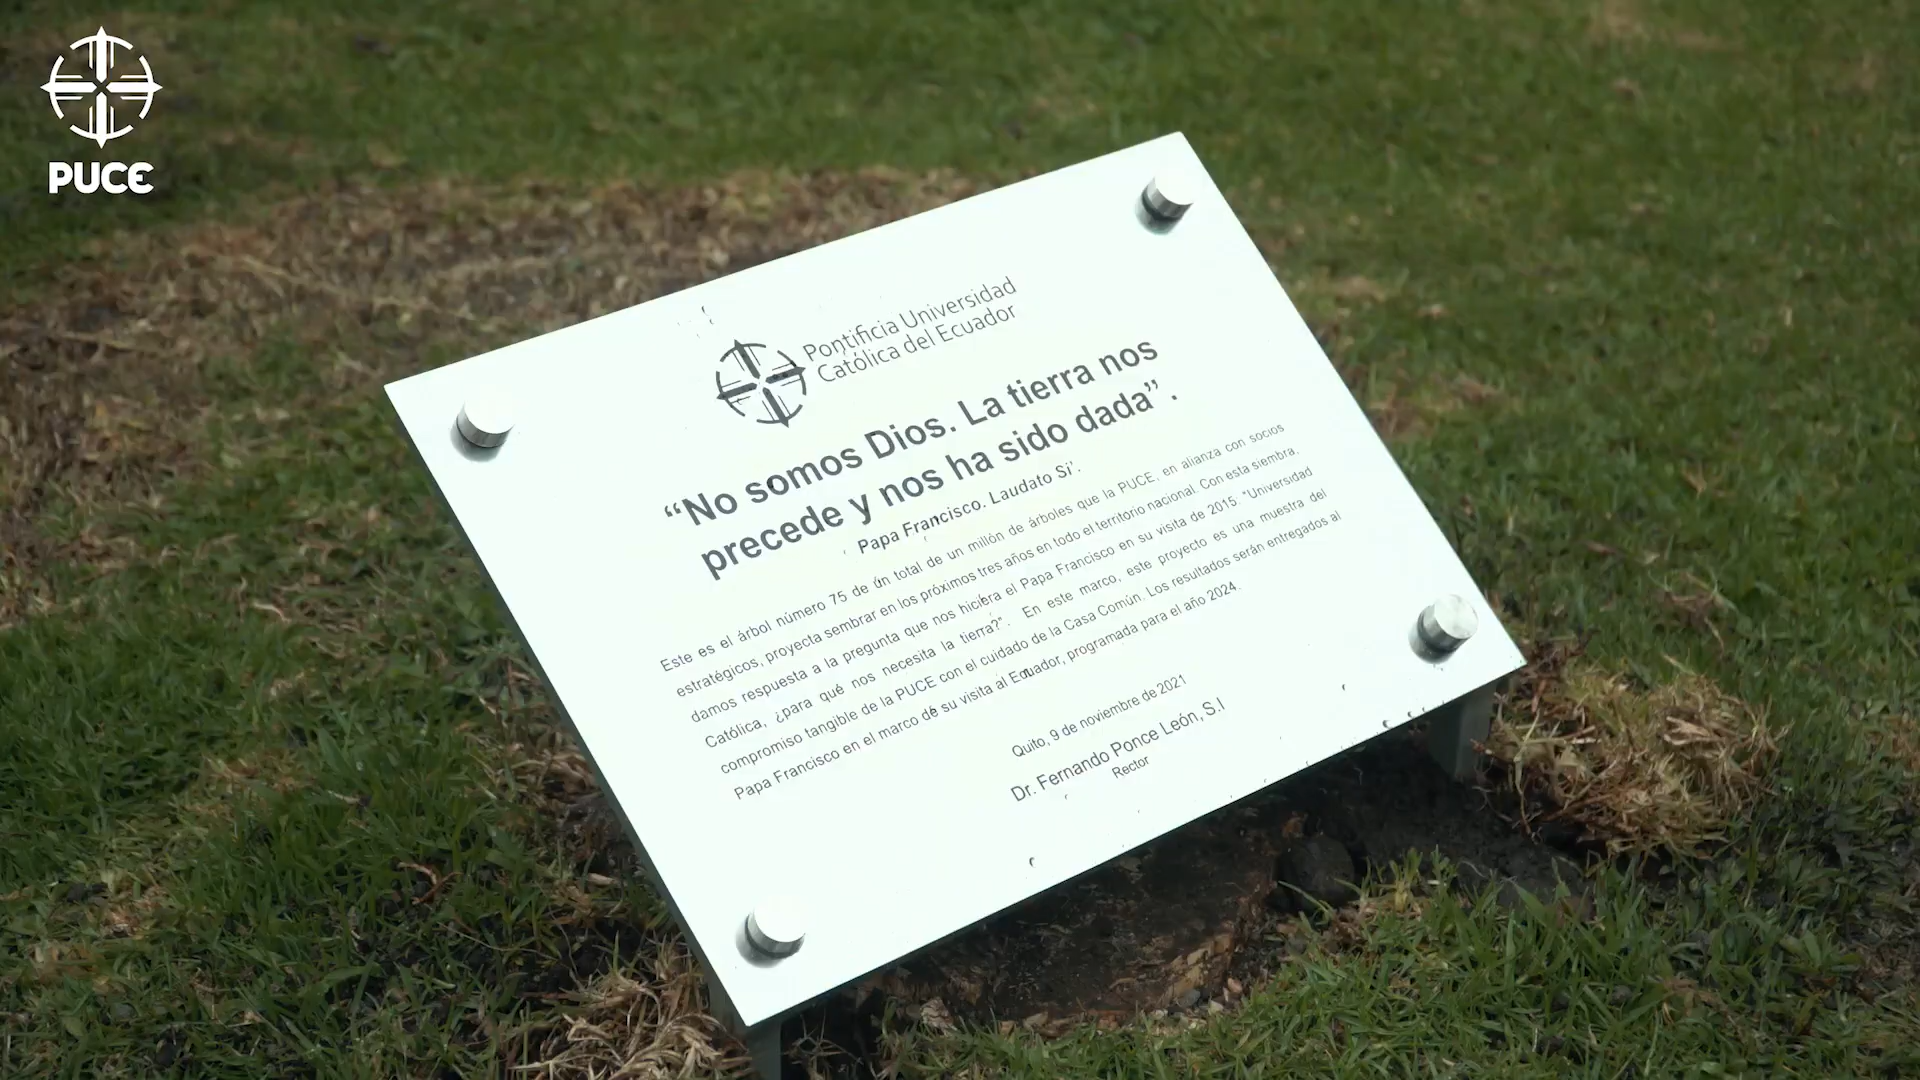 PUCE
Pontificia Universidad
Católica del Ecuador
“No somos Dios. La tierra nos
precede y nos ha sido dada”.
Papa Francisco. Laudato Si’.
Este es el árbol número 75 de un total de un millón de árboles que la PUCE, en alianza con socios
estratégicos, proyecta sembrar en los próximos tres años en todo el territorio nacional. Con esta siembra,
damos respuesta a la pregunta que nos hiciera el Papa Francisco en su visita de 2015: "Universidad
Católica, ¿para qué nos necesita la tierra?". En este marco, este proyecto es una muestra del
compromiso tangible de la PUCE con el cuidado de la Casa Común. Los resultados serán entregados al
Papa Francisco en el marco de su visita al Ecuador, programada para el año 2024.
Quito, 9 de noviembre de 2021
Dr. Fernando Ponce León, S.I
Rector